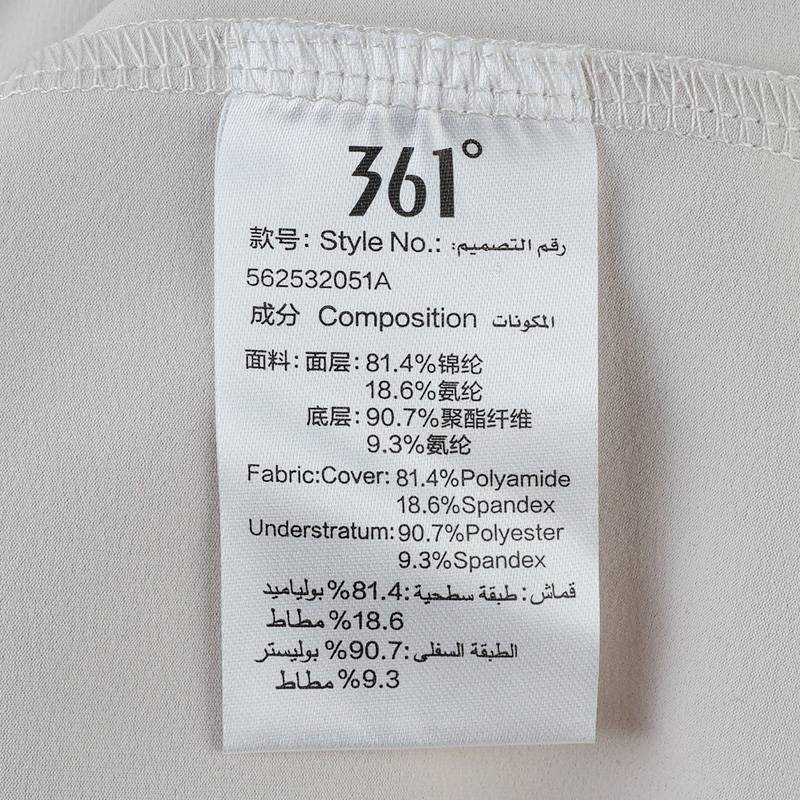 361°
款号: Style No.: رقم التصميم:
562532051A
成分 Composition المكونات
面料: 面层: 81.4%锦纶
18.6%氨纶
底层: 90.7%聚酯纤维
9.3%氨纶
Fabric:Cover: 81.4%Polyamide
18.6%Spandex
Understratum: 90.7%Polyester
9.3%Spandex
قماش: طبقة سطحية: 81.4% بولياميد
18.6% مطاط
الطبقة السفلى: 90.7% بوليستر
9.3% مطاط